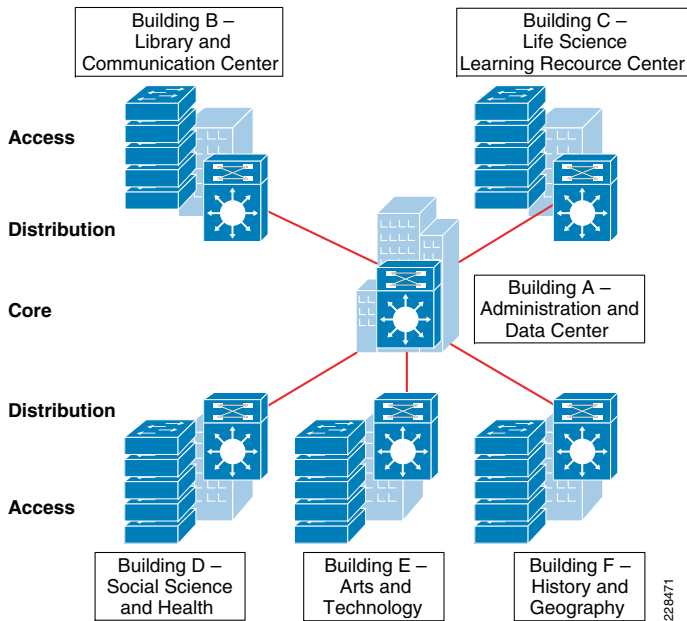 Building B –
Library and
Communication Center
Building C –
Life Science
Learning Recource Center
Access
Distribution
Core
Building A –
Administration and
Data Center
Distribution
Access
Building D –
Social Science
and Health
Building E –
Arts and
Technology
Building F –
History and
Geography
228471